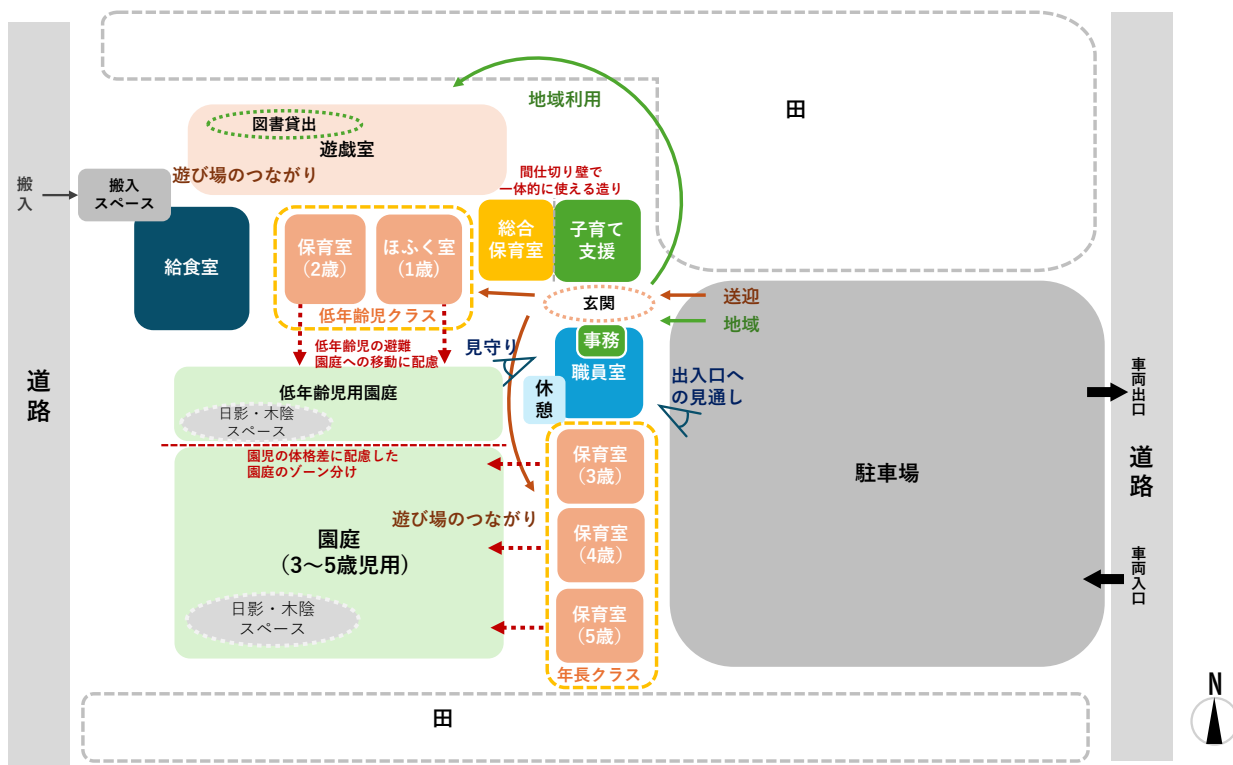 田
地域利用
図書貸出
遊戯室
遊び場のつながり
間仕切り壁で
一体的に使える造り
搬入
搬入
スペース
給食室
保育室
(2歳)
ほふく室
(1歳)
低年齢児クラス
総合
保育室
子育て
支援
玄関
送迎
地域
事務
職員室
休憩
見守り
出入口へ
の見通し
低年齢児の避難
園庭への移動に配慮
低年齢児用園庭
日影・木陰
スペース
園児の体格差に配慮した
園庭のゾーン分け
遊び場のつながり
園庭
(3～5歳児用)
日影・木陰
スペース
保育室
(3歳)
保育室
(4歳)
保育室
(5歳)
年長クラス
駐車場
道路
車両出口
道路
車両入口
田
N